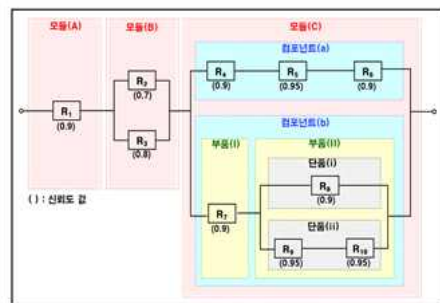 모듈(A)
모듈(B)
모듈(C)
컴포넌트(a)
R₄
(0.9)
R₅
(0.95)
R₆
(0.9)
R₁
(0.9)
R₂
(0.7)
R₃
(0.8)
컴포넌트(b)
부품(I)
부품(II)
R₇
(0.9)
단품(i)
R₈
(0.9)
단품(ii)
R₉
(0.95)
R₁₀
(0.95)
( ) : 신뢰도 값